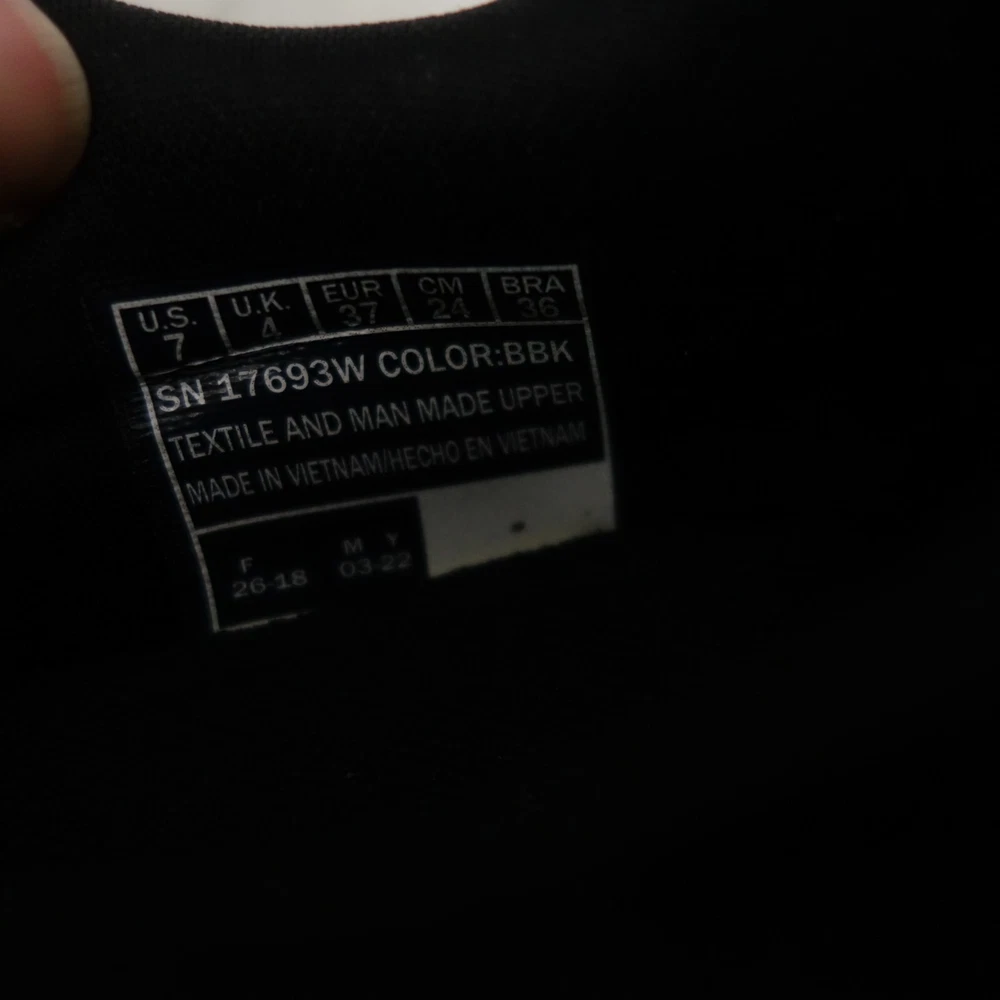 U.S. U.K. EUR CM BRA
7 4 37 24 36
SN 17693W COLOR:BBK
TEXTILE AND MAN MADE UPPER
MADE IN VIETNAM/HECHO EN VIETNAM
F M Y
26-18 03-22